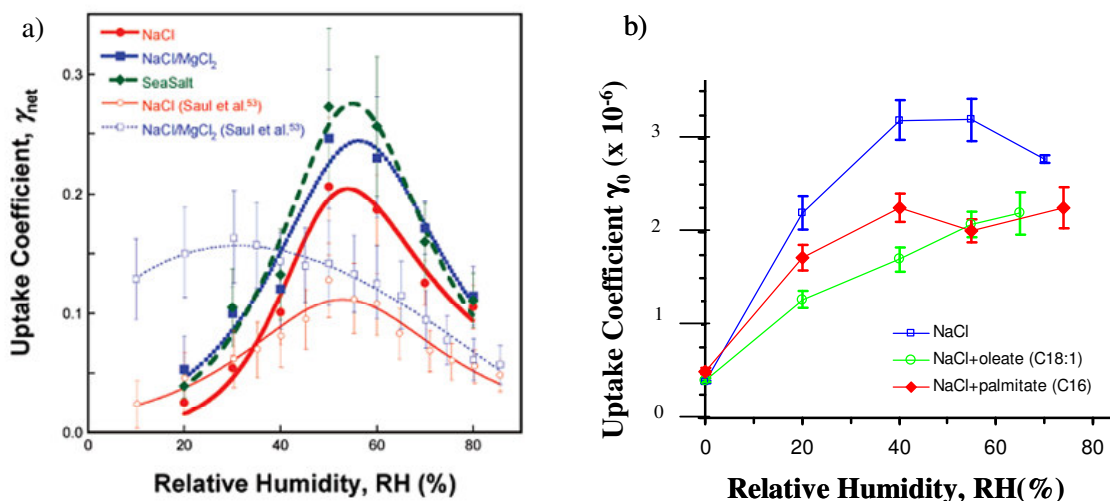 a)
NaCl
NaCl/MgCl₂
SeaSalt
NaCl (Saul et al.⁵³)
NaCl/MgCl₂ (Saul et al.⁵³)
Uptake Coefficient, γnet
0.3
0.2
0.1
0.0
0 20 40 60 80
Relative Humidity, RH (%)
b)
Uptake Coefficient γ₀ (x 10⁻⁶)
3
2
1
0
NaCl
NaCl+oleate (C18:1)
NaCl+palmitate (C16)
0 20 40 60 80
Relative Humidity, RH(%)